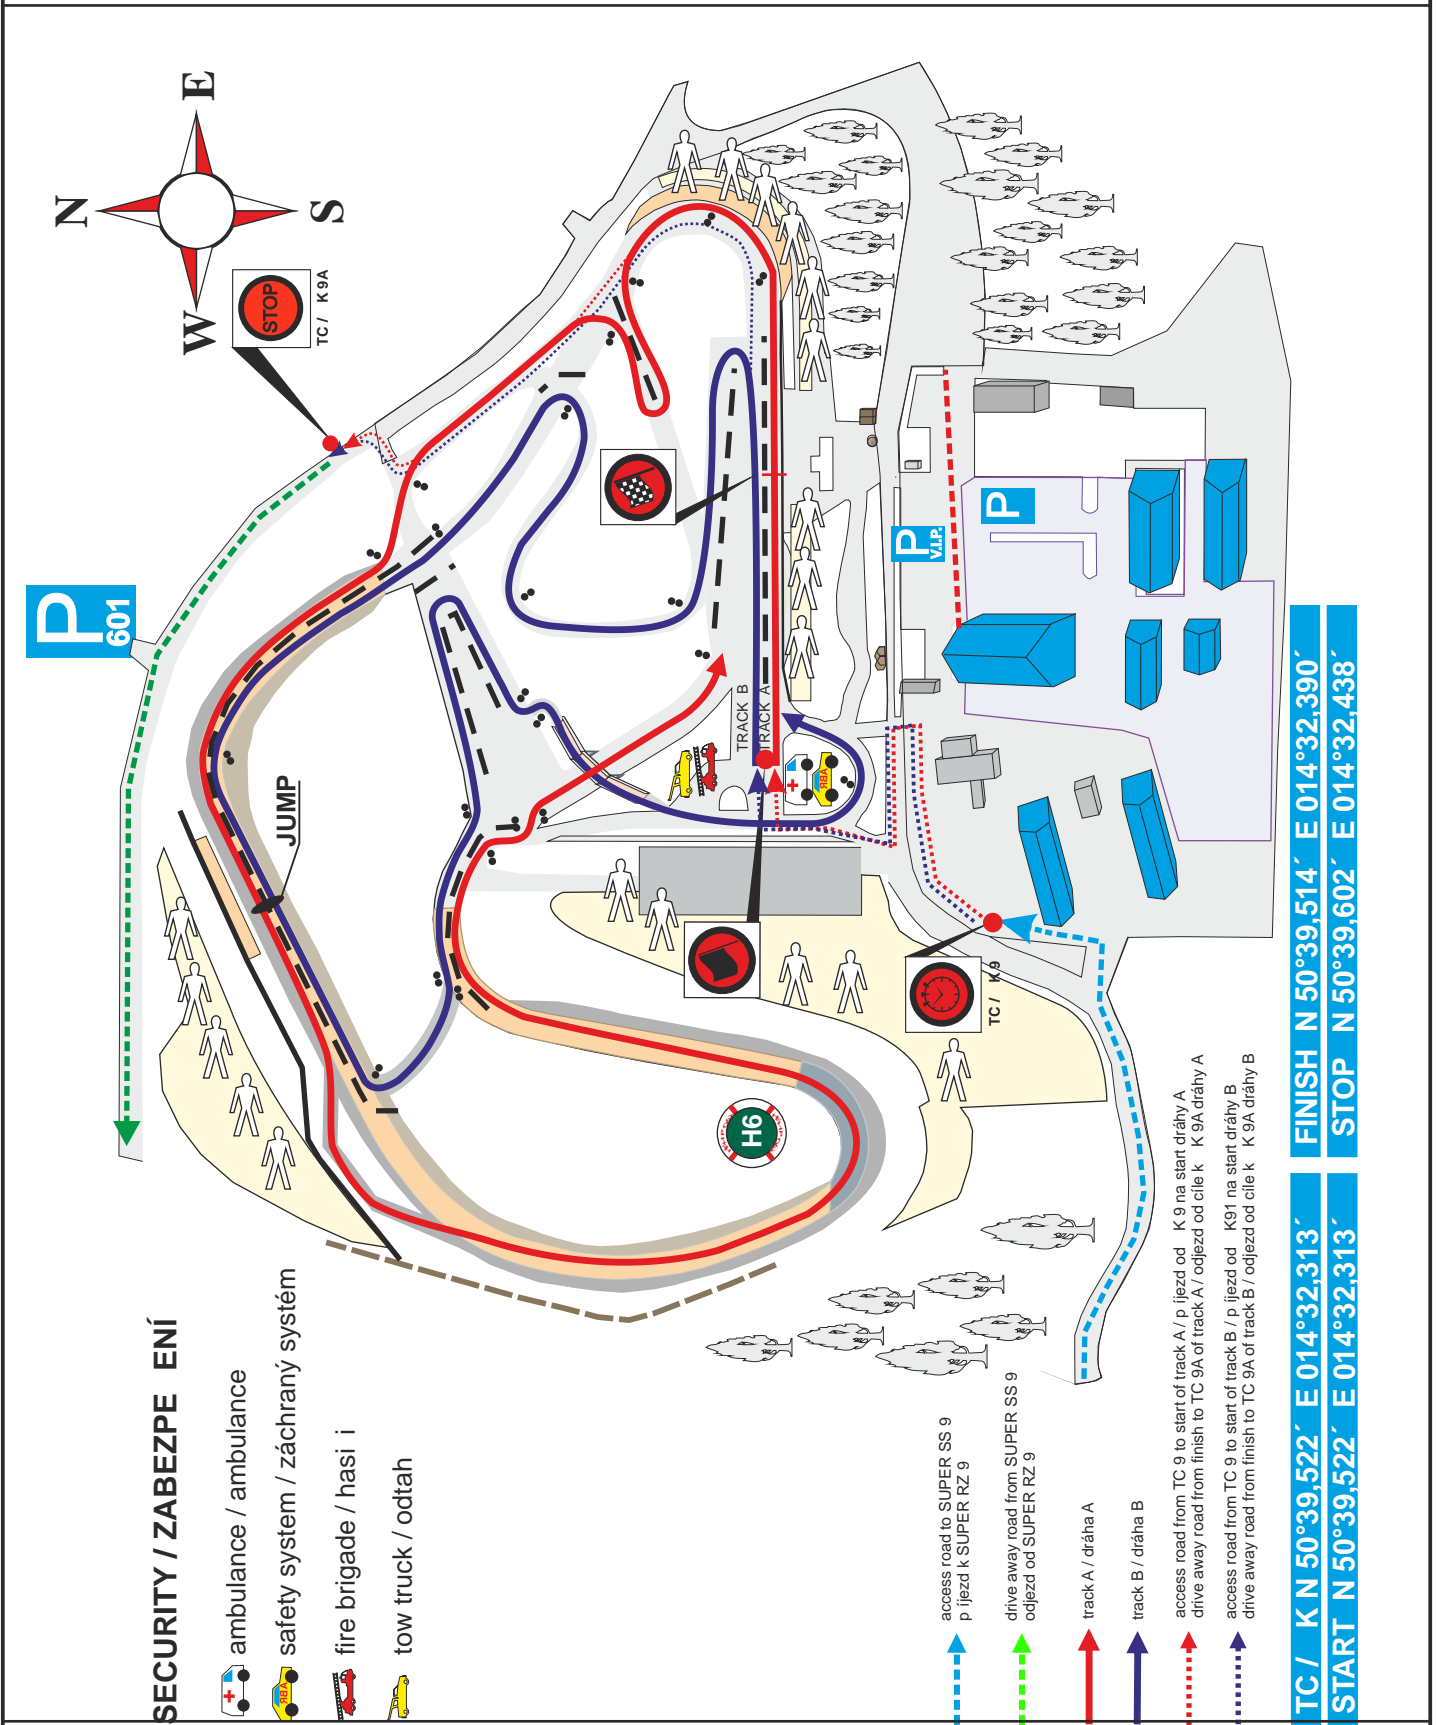 N
E
S
W
STOP
TC / K 9A
P
601
JUMP
P
V.I.P.
P
TRACK B
TRACK A
ABR
TC / K 9
H6
SECURITY / ZABEZPE ENÍ
ambulance / ambulance
safety system / záchraný systém
fire brigade / hasi i
tow truck / odtah
ABR
access road to SUPER SS 9
p íjezd k SUPER RZ 9
drive away road from SUPER SS 9
odjezd od SUPER RZ 9
track A / dráha A
track B / dráha B
access road from TC 9 to start of track A / p íjezd od K 9 na start dráhy A
drive away road from finish to TC 9A of track A / odjezd od cíle k K 9A dráhy A
access road from TC 9 to start of track B / p íjezd od K91 na start dráhy B
drive away road from finish to TC 9A of track B / odjezd od cíle k K 9A dráhy B
TC / K N 50°39,522´ E 014°32,313´
START N 50°39,522´ E 014°32,313´
FINISH N 50°39,514´ E 014°32,390´
STOP N 50°39,602´ E 014°32,438´